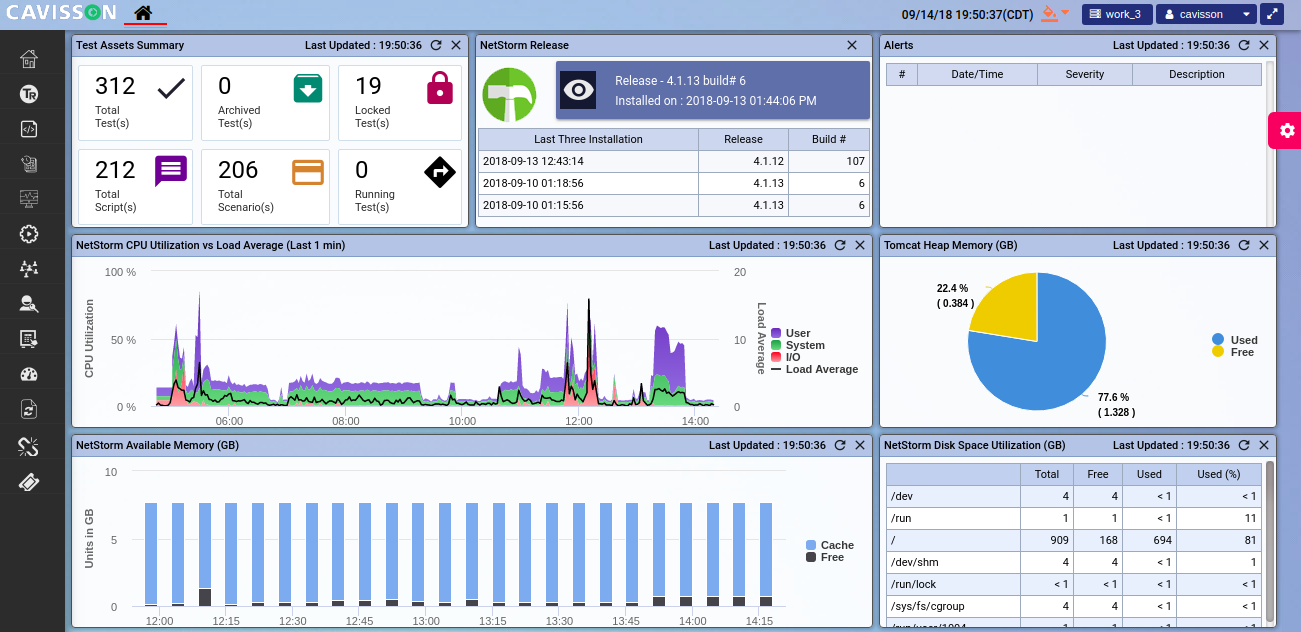 CAVISSON
09/14/18 19:50:37(CDT)
work_3
cavisson
Test Assets Summary
Last Updated : 19:50:36
312
Total
Test(s)
0
Archived
Test(s)
19
Locked
Test(s)
212
Total
Script(s)
206
Total
Scenario(s)
0
Running
Test(s)
NetStorm Release
Release - 4.1.13 build# 6
Installed on : 2018-09-13 01:44:06 PM
Last Three Installation Release Build #
2018-09-13 12:43:14 4.1.12 107
2018-09-10 01:18:56 4.1.13 6
2018-09-10 01:15:56 4.1.13 6
Alerts
Last Updated : 19:50:36
# Date/Time Severity Description
TR
NetStorm CPU Utilization vs Load Average (Last 1 min)
Last Updated : 19:50:36
CPU Utilization
100 %
50 %
0 %
20
10
0
Load Average
06:00 08:00 10:00 12:00 14:00
User
System
I/O
Load Average
Tomcat Heap Memory (GB)
Last Updated : 19:50:36
22.4 %
( 0.384 )
77.6 %
( 1.328 )
Used
Free
NetStorm Available Memory (GB)
Last Updated : 19:50:36
Units in GB
10
5
0
12:00 12:15 12:30 12:45 13:00 13:15 13:30 13:45 14:00 14:15
Cache
Free
NetStorm Disk Space Utilization (GB)
Last Updated : 19:50:36
Total Free Used Used (%)
/dev 4 4 < 1 < 1
/run 1 1 < 1 11
/ 909 168 694 81
/dev/shm 4 4 < 1 1
/run/lock < 1 < 1 < 1 < 1
/sys/fs/cgroup 4 4 < 1 < 1